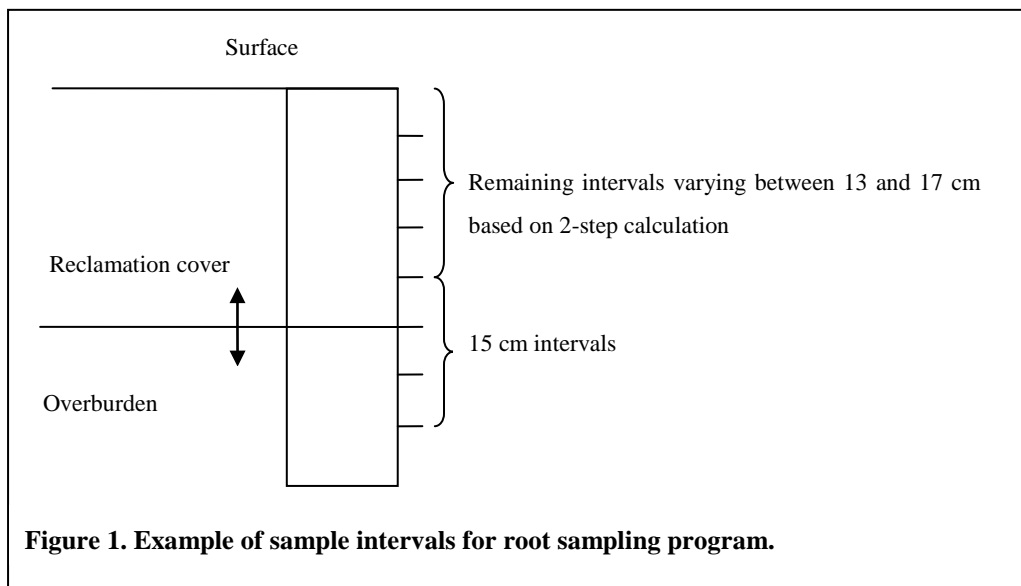 Surface
Remaining intervals varying between 13 and 17 cm
based on 2-step calculation
Reclamation cover
15 cm intervals
Overburden
Figure 1. Example of sample intervals for root sampling program.